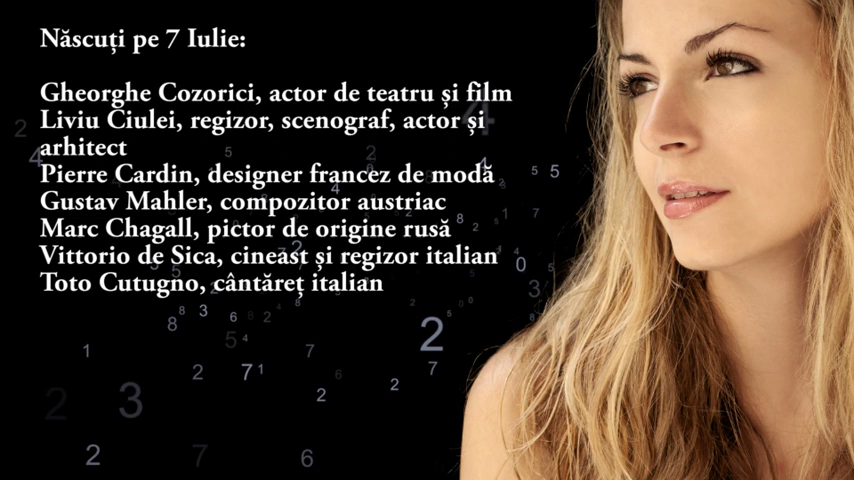 Născuți pe 7 Iulie:
Gheorghe Cozorici, actor de teatru și film
Liviu Ciulei, regizor, scenograf, actor și
arhitect
Pierre Cardin, designer francez de modă
Gustav Mahler, compozitor austriac
Marc Chagall, pictor de origine rusă
Vittorio de Sica, cineast și regizor italian
Toto Cutugno, cântăreț italian